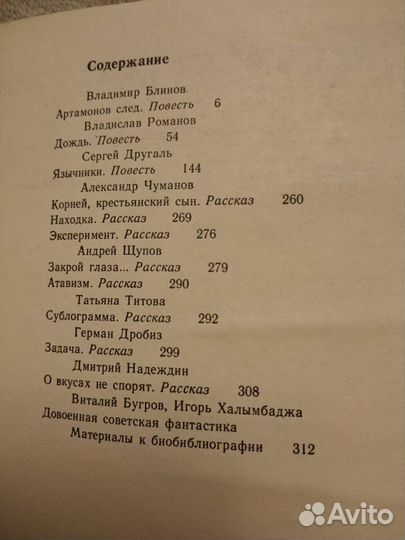 Содержание
Владимир Блинов
Артамонов след. Повесть 6
Владислав Романов
Дождь. Повесть 54
Сергей Другаль
Язычники. Повесть 144
Александр Чуманов
Корней, крестьянский сын. Рассказ 260
Находка. Рассказ 269
Эксперимент. Рассказ 276
Андрей Щупов
Закрой глаза... Рассказ 279
Атавизм. Рассказ 290
Татьяна Титова
Сублограмма. Рассказ 292
Герман Дробиз
Задача. Рассказ 299
Дмитрий Надеждин
О вкусах не спорят. Рассказ 308
Виталий Бугров, Игорь Халымбаджа
Довоенная советская фантастика
Материалы к биобиблиографии 312
Avito